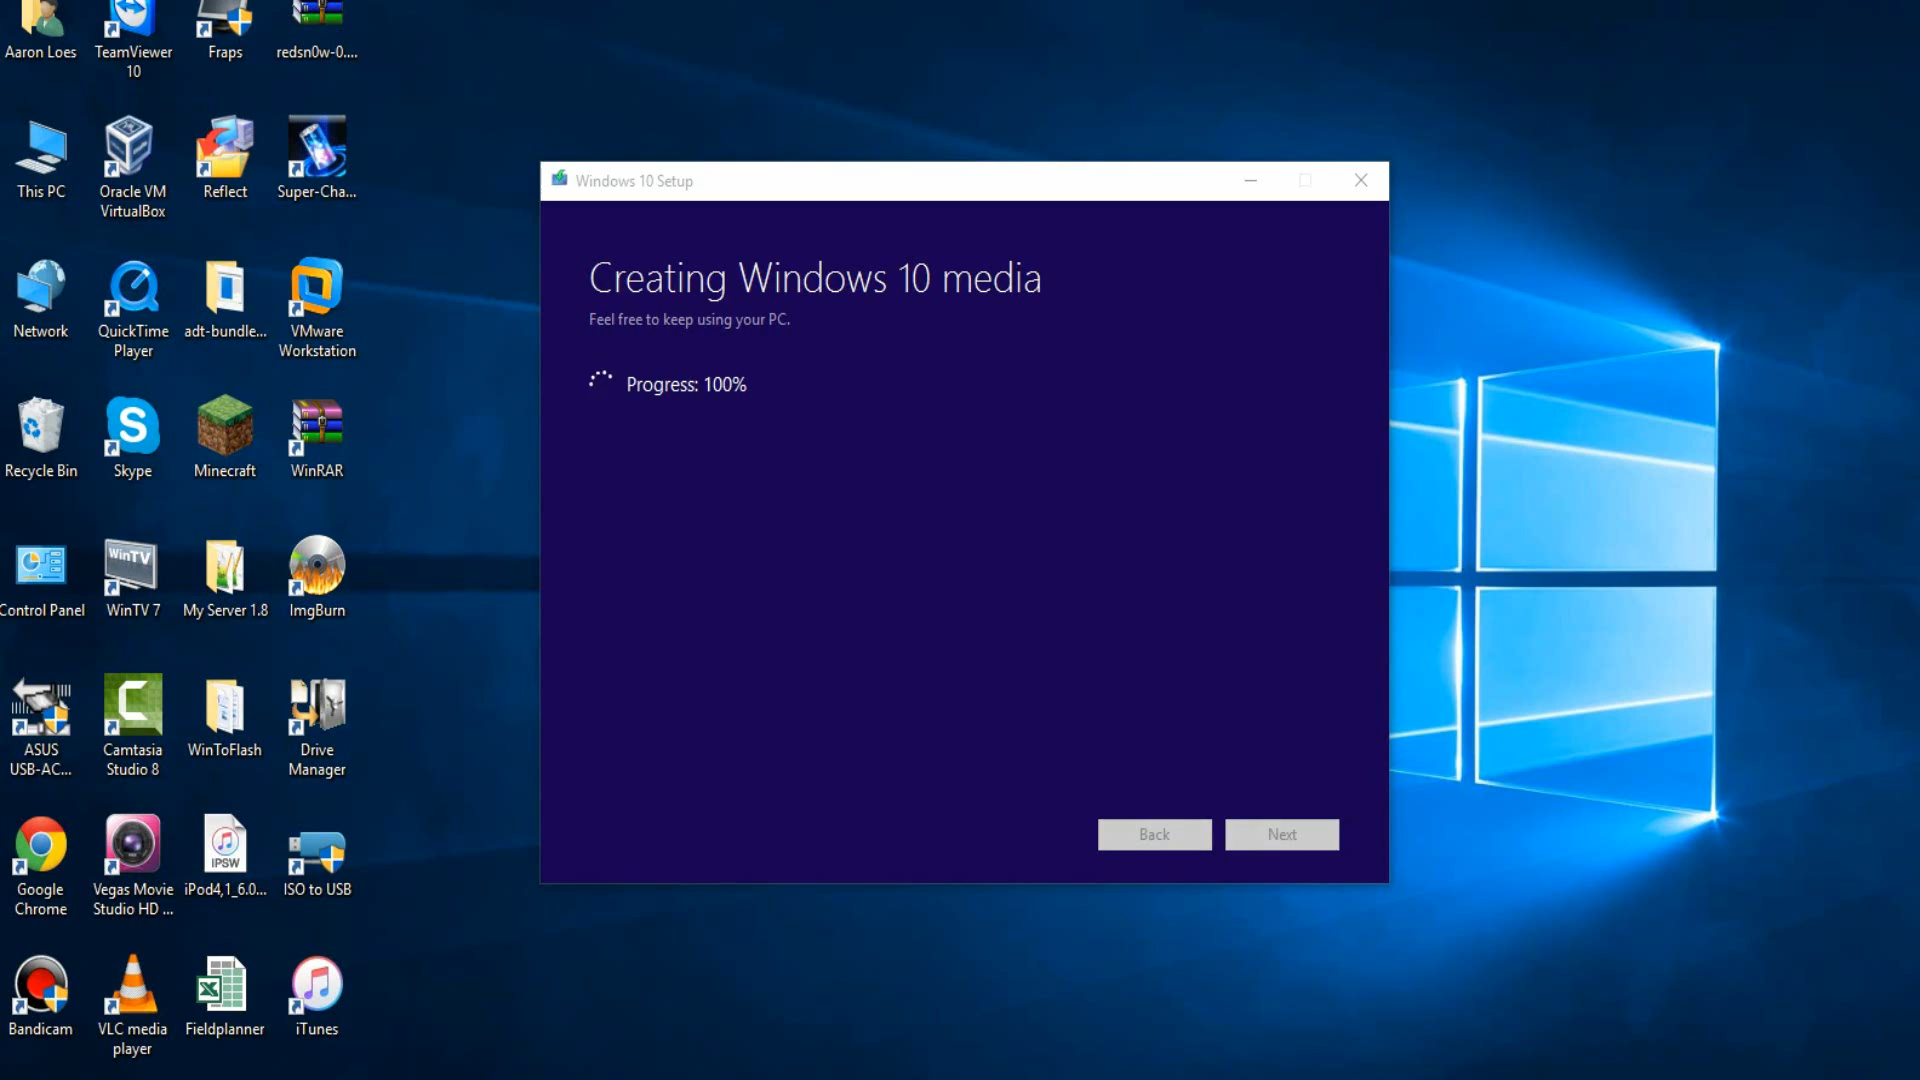 Aaron Loes
TeamViewer
10
Fraps
redsn0w-0....
This PC
Oracle VM
VirtualBox
Reflect
Super-Cha...
Network
QuickTime
Player
adt-bundle...
VMware
Workstation
Recycle Bin
Skype
Minecraft
WinRAR
Control Panel
WinTV
WinTV 7
My Server 1.8
ImgBurn
ASUS
USB-AC...
Camtasia
Studio 8
WinToFlash
Drive
Manager
Google
Chrome
Vegas Movie
Studio HD ...
IPSW
iPod4,1_6.0...
ISO to USB
Bandicam
VLC media
player
Fieldplanner
iTunes
Windows 10 Setup
Creating Windows 10 media
Feel free to keep using your PC.
Progress: 100%
Back
Next